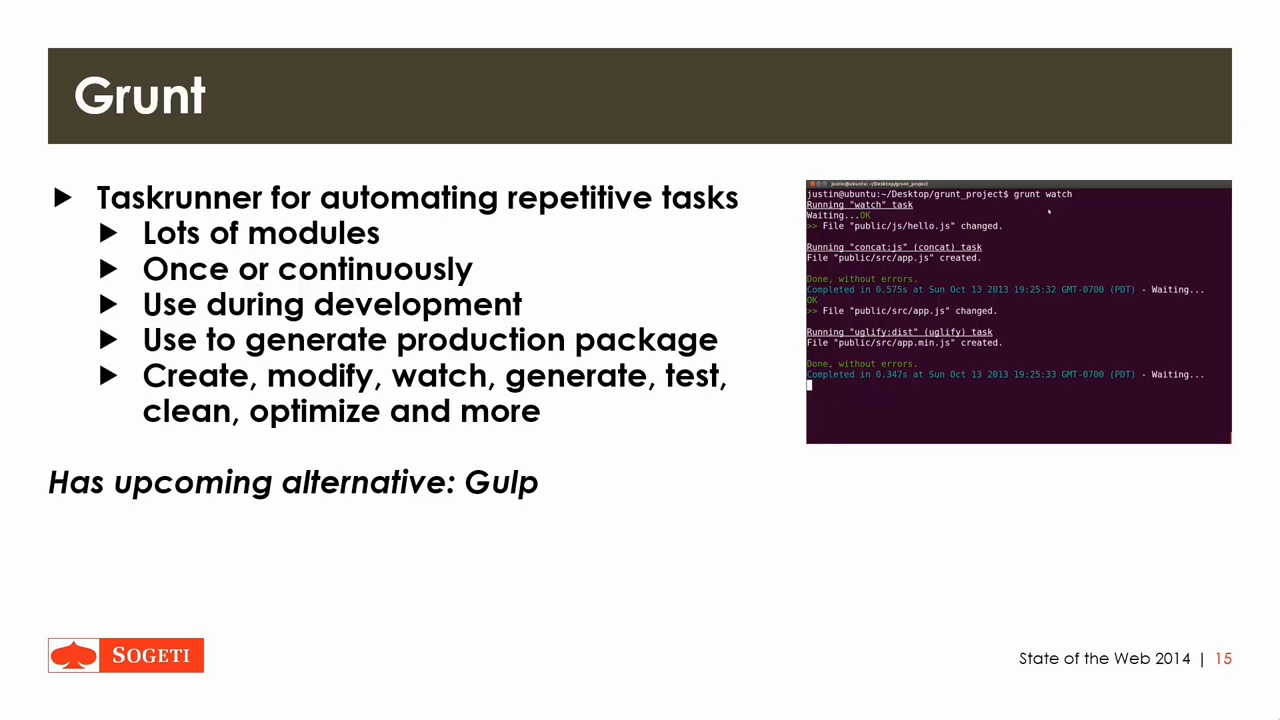 Grunt
Taskrunner for automating repetitive tasks
Lots of modules
Once or continuously
Use during development
Use to generate production package
Create, modify, watch, generate, test,
clean, optimize and more
Has upcoming alternative: Gulp
justin@ubuntu: ~/Desktop/grunt_project
justin@ubuntu:~/Desktop/grunt_project$ grunt watch
Running "watch" task
Waiting...OK
>> File "public/js/hello.js" changed.
Running "concat:js" (concat) task
File "public/src/app.js" created.
Done, without errors.
Completed in 0.575s at Sun Oct 13 2013 19:25:32 GMT-0700 (PDT) - Waiting...
OK
>> File "public/src/app.js" changed.
Running "uglify:dist" (uglify) task
File "public/src/app.min.js" created.
Done, without errors.
Completed in 0.347s at Sun Oct 13 2013 19:25:33 GMT-0700 (PDT) - Waiting...
SOGETI
State of the Web 2014 | 15